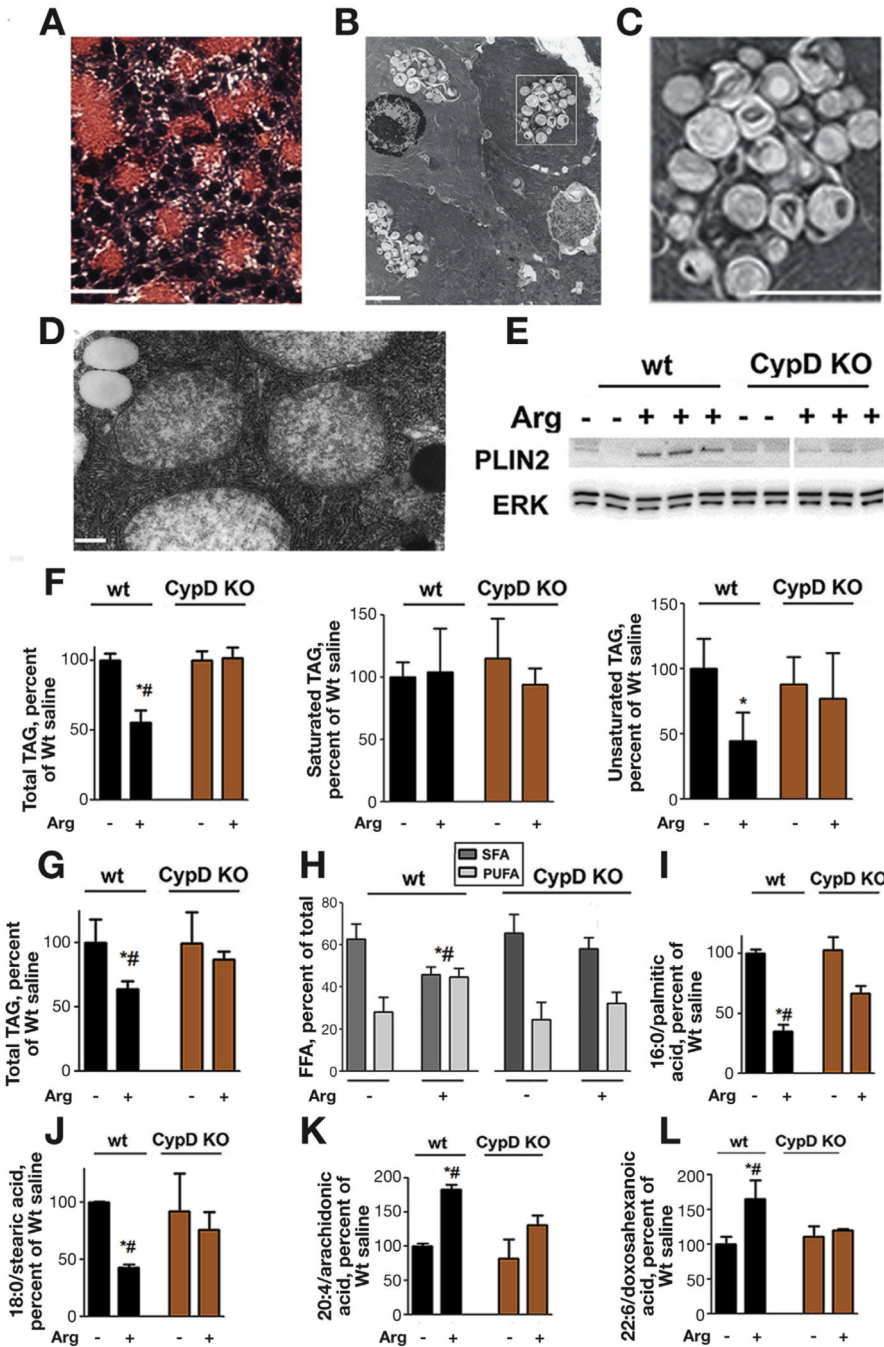 A
B
C
D
E
wt CypD KO
Arg - - + + + - - + + +
PLIN2
ERK
F
wt CypD KO
Total TAG, percent
of Wt saline
100
50
0
*#
Arg - + - +
wt CypD KO
Saturated TAG,
percent of Wt saline
150
100
50
0
Arg - + - +
wt CypD KO
Unsaturated TAG,
percent of Wt saline
150
100
50
0
*
Arg - + - +
G
wt CypD KO
Total TAG, percent
of Wt saline
100
50
0
*#
Arg - + - +
H
SFA
PUFA
wt CypD KO
FFA, percent of total
80
60
40
20
0
*#
Arg - + - +
I
wt CypD KO
16:0/palmitic
acid, percent of
Wt saline
100
50
0
*#
Arg - + - +
J
wt CypD KO
18:0/stearic acid,
percent of Wt saline
100
50
0
*#
Arg - + - +
K
wt CypD KO
20:4/arachidonic
acid, percent of
Wt saline
200
150
100
50
0
*#
Arg - + - +
L
wt CypD KO
22:6/doxosahexanoic
acid, percent of
Wt saline
200
150
100
50
0
*#
Arg - + - +